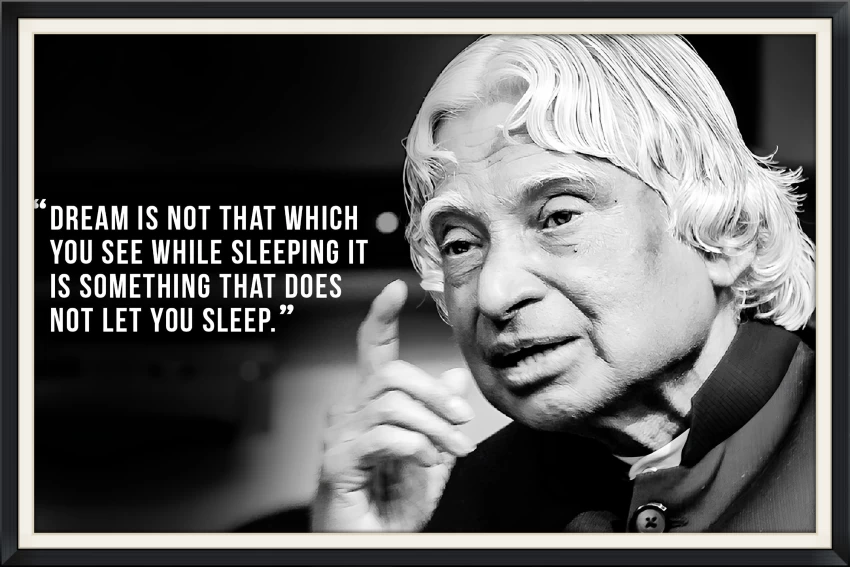 “DREAM IS NOT THAT WHICH
YOU SEE WHILE SLEEPING IT
IS SOMETHING THAT DOES
NOT LET YOU SLEEP.”